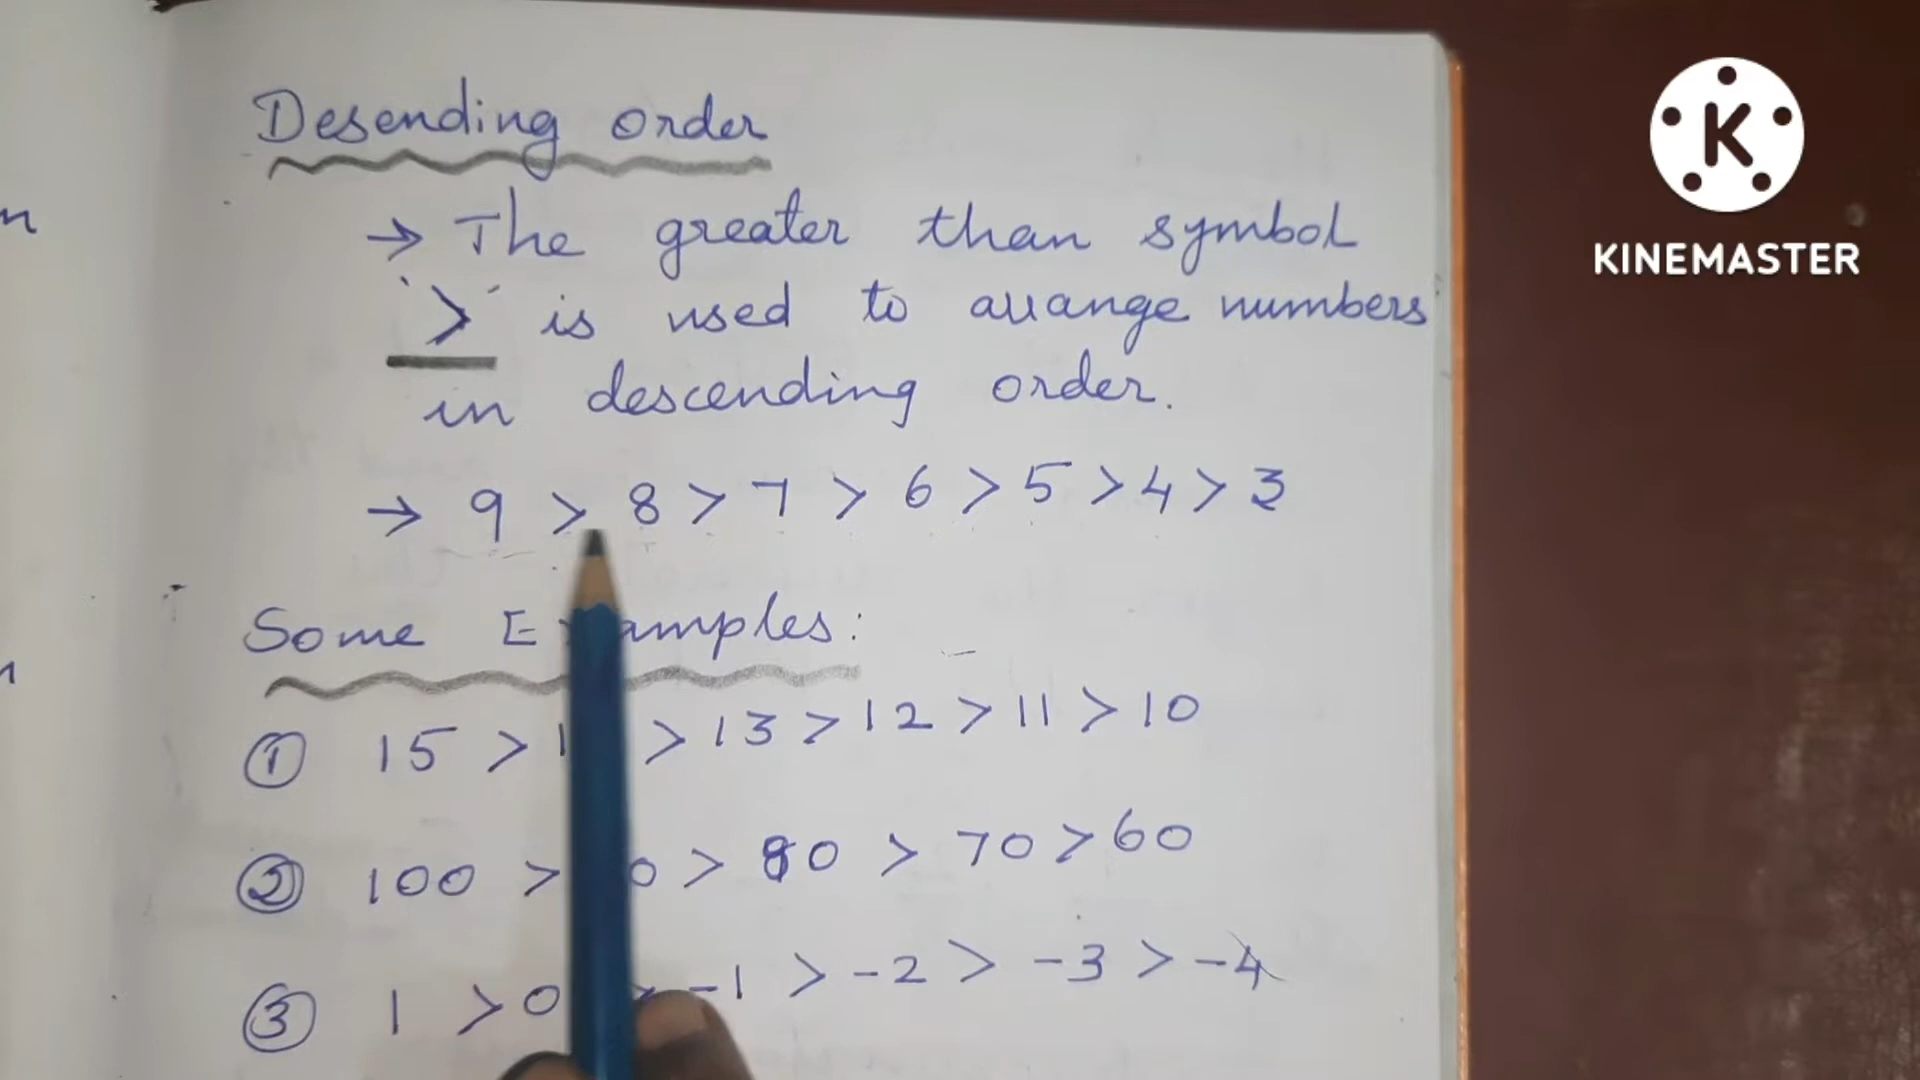 Desending order
→ The greater than symbol
'>' is used to arrange numbers
in descending order.
→ 9 > 8 > 7 > 6 > 5 > 4 > 3
Some Examples:
① 15 > > 13 > 12 > 11 > 10
② 100 > > 80 > 70 > 60
③ 1 > 0 > -1 > -2 > -3 > -4
K
KINEMASTER